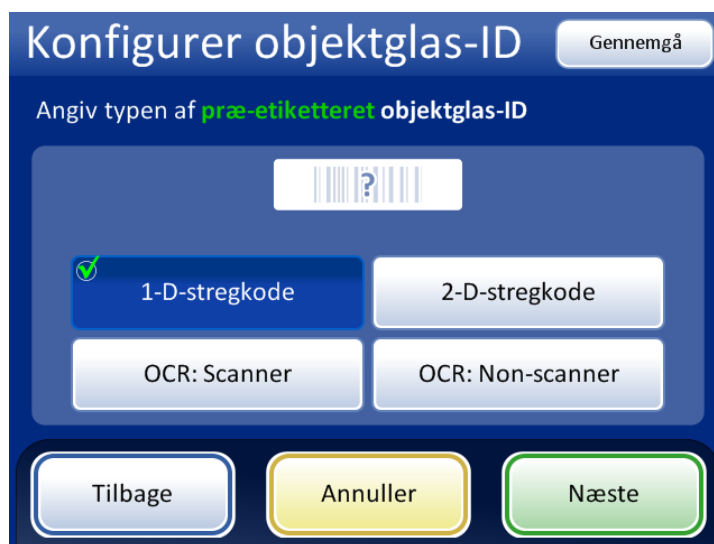 Konfigurer objektglas-ID
Gennemgå
Angiv typen af præ-etiketteret objektglas-ID
?
1-D-stregkode
2-D-stregkode
OCR: Scanner
OCR: Non-scanner
Tilbage
Annuller
Næste